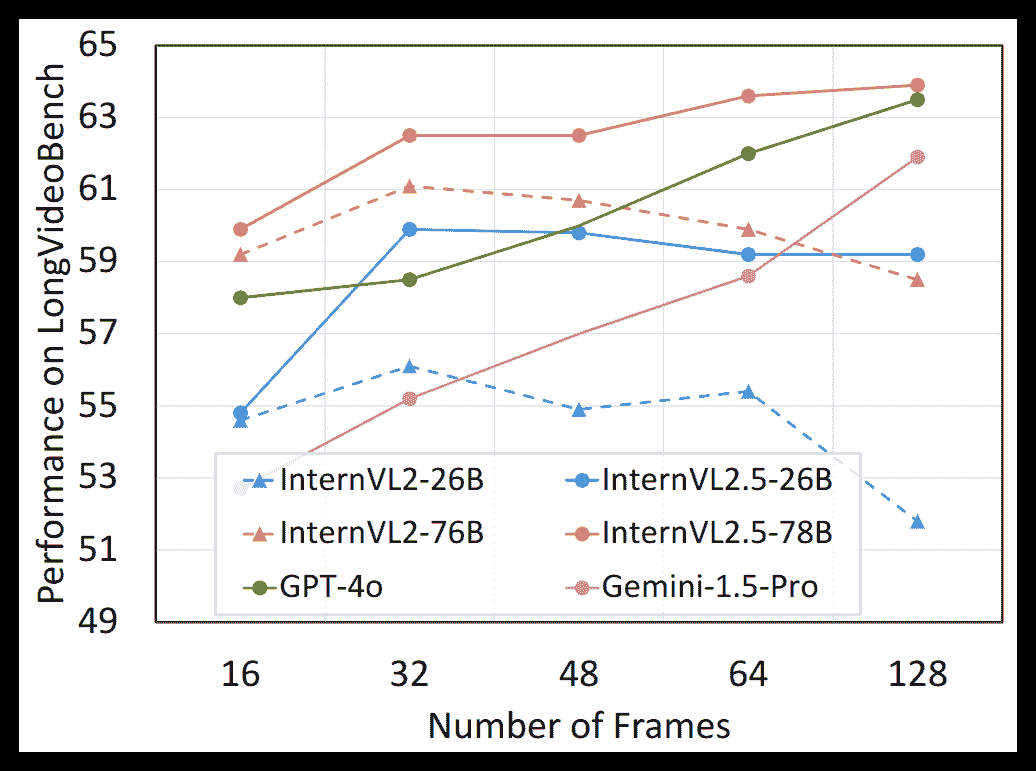 Performance on LongVideoBench
65
63
61
59
57
55
53
51
49
InternVL2-26B InternVL2.5-26B
InternVL2-76B InternVL2.5-78B
GPT-4o Gemini-1.5-Pro
16 32 48 64 128
Number of Frames